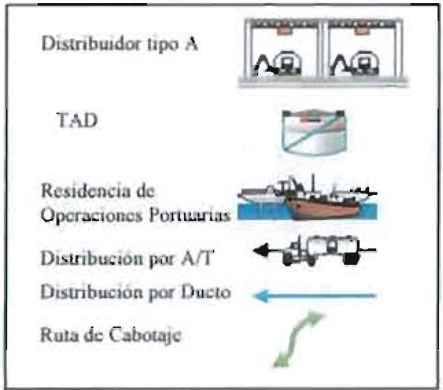 Distribuidor tipo A
TAD
Residencia de
Operaciones Portuarias
Distribución por A/T
Distribución por Ducto
Ruta de Cabotaje